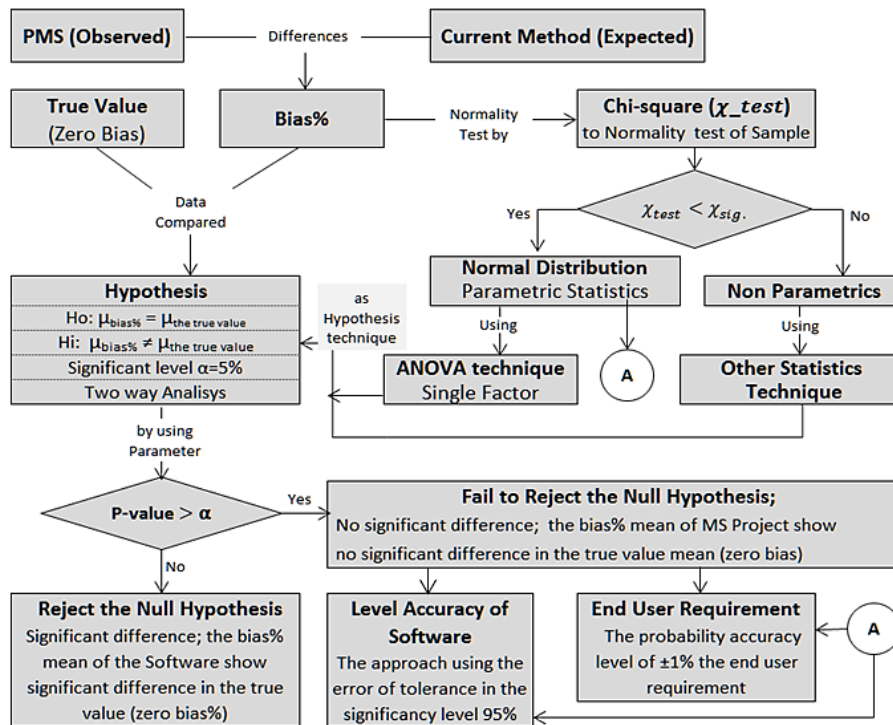 PMS (Observed)
Differences
Current Method (Expected)
True Value
(Zero Bias)
Bias%
Normality
Test by
Chi-square (χ_test)
to Normality test of Sample
Data
Compared
Yes
χtest < χsig.
No
Hypothesis
Ho: μbias% = μthe true value
Hi: μbias% ≠ μthe true value
Significant level α=5%
Two way Analisys
as
Hypothesis
technique
Normal Distribution
Parametric Statistics
Non Parametrics
Using
Using
ANOVA technique
Single Factor
A
Other Statistics
Technique
by using
Parameter
P-value > α
Yes
Fail to Reject the Null Hypothesis;
No significant difference; the bias% mean of MS Project show
no significant difference in the true value mean (zero bias)
No
Reject the Null Hypothesis
Significant difference; the bias%
mean of the Software show
significant difference in the true
value (zero bias%)
Level Accuracy of
Software
The approach using the
error of tolerance in the
significancy level 95%
End User Requirement
The probability accuracy
level of ±1% the end user
requirement
A